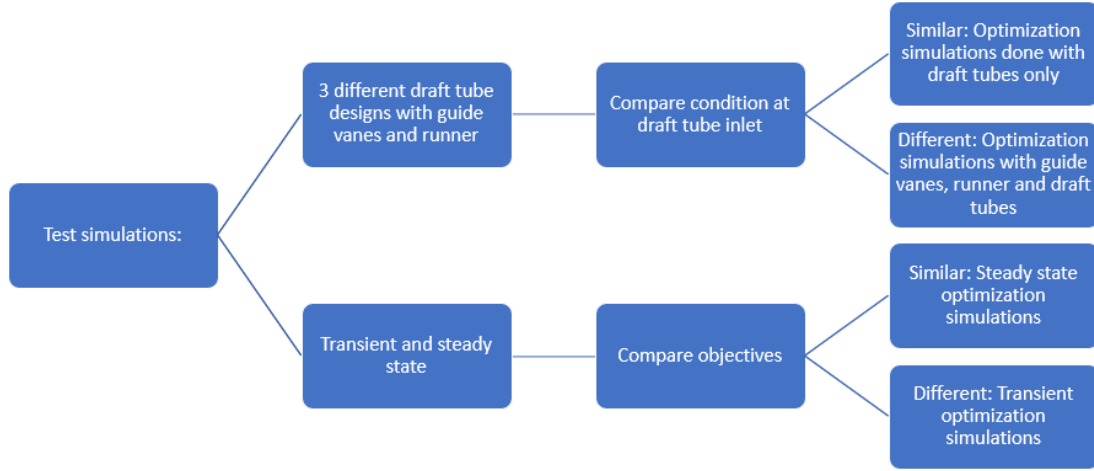 Test simulations:
3 different draft tube
designs with guide
vanes and runner
Compare condition at
draft tube inlet
Similar: Optimization
simulations done with
draft tubes only
Different: Optimization
simulations with guide
vanes, runner and draft
tubes
Transient and steady
state
Compare objectives
Similar: Steady state
optimization
simulations
Different: Transient
optimization
simulations